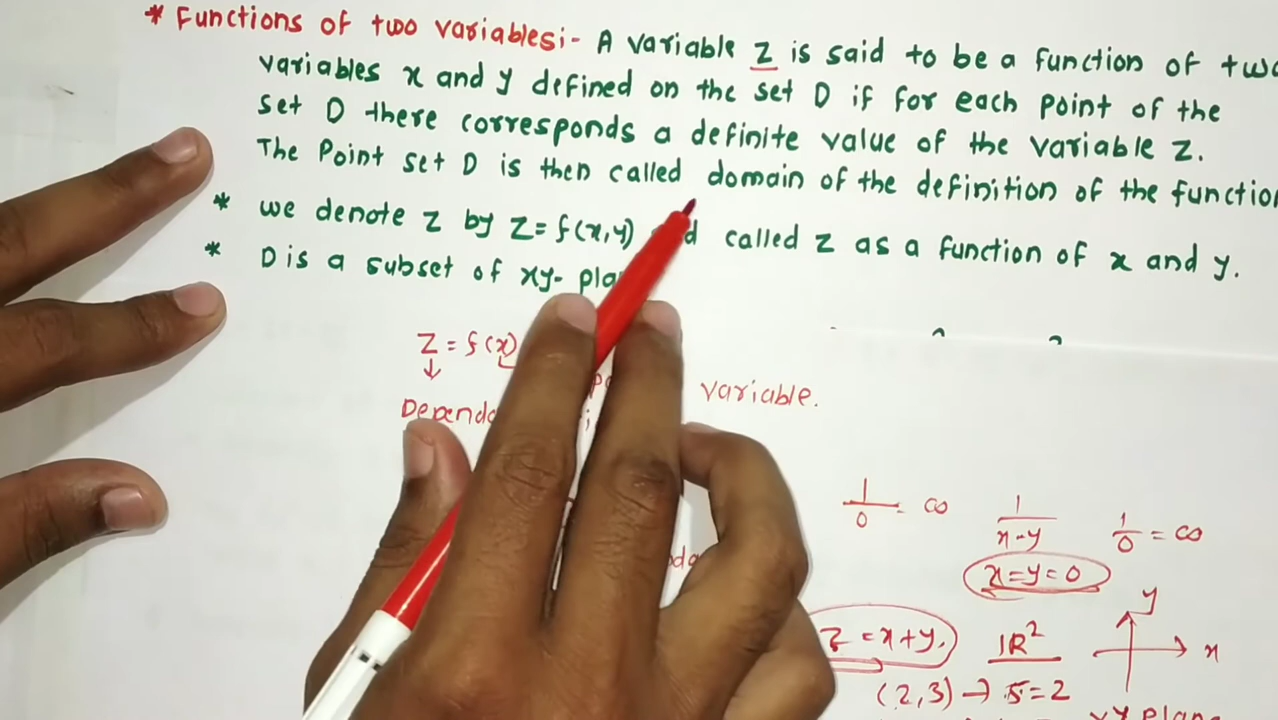 * Functions of two variables:- A variable z is said to be a function of two
variables x and y defined on the set D if for each point of the
set D there corresponds a definite value of the variable z.
The Point set D is then called domain of the definition of the function
* we denote z by z = f(x,y) called z as a function of x and y.
* D is a subset of xy-
z = f(x)
variable.
1/0 = ∞ 1/(x-y) 1/0 = ∞
x=y=0
y
z = x+y. IR² x
(2,3) → 5=2